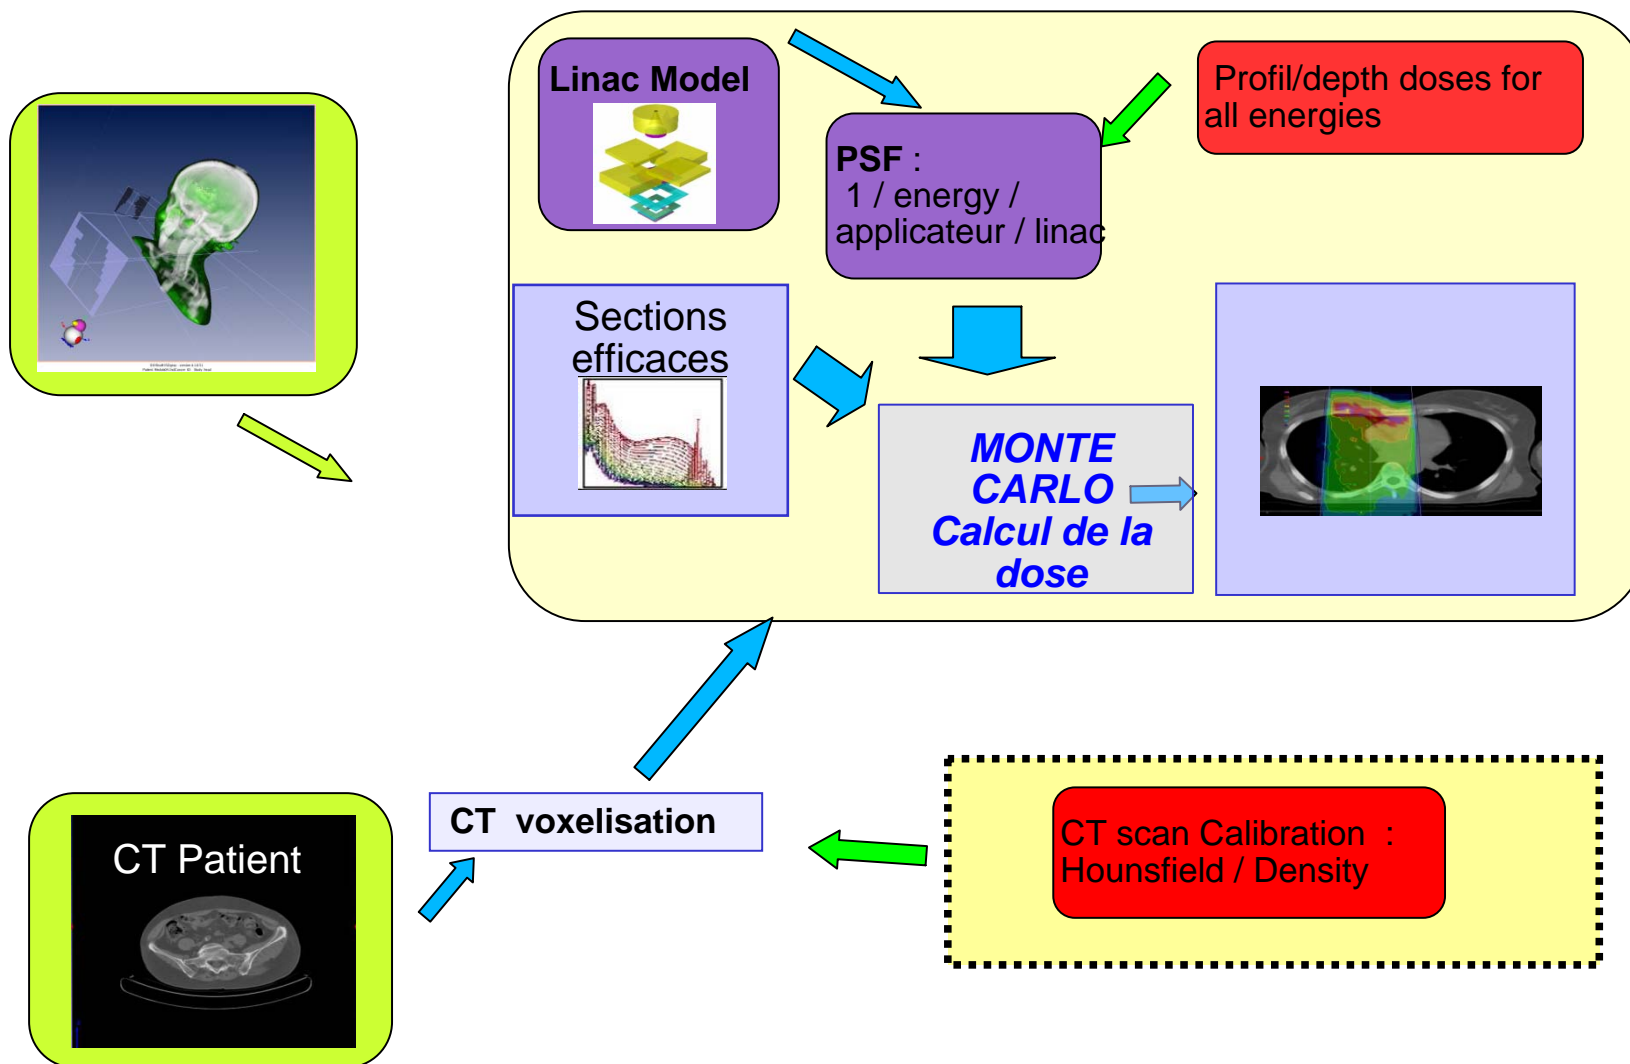 Linac Model
Profil/depth doses for
all energies
PSF :
1 / energy /
applicateur / linac
Sections
efficaces
MONTE
CARLO
Calcul de la
dose
CT voxelisation
CT scan Calibration :
Hounsfield / Density
CT Patient